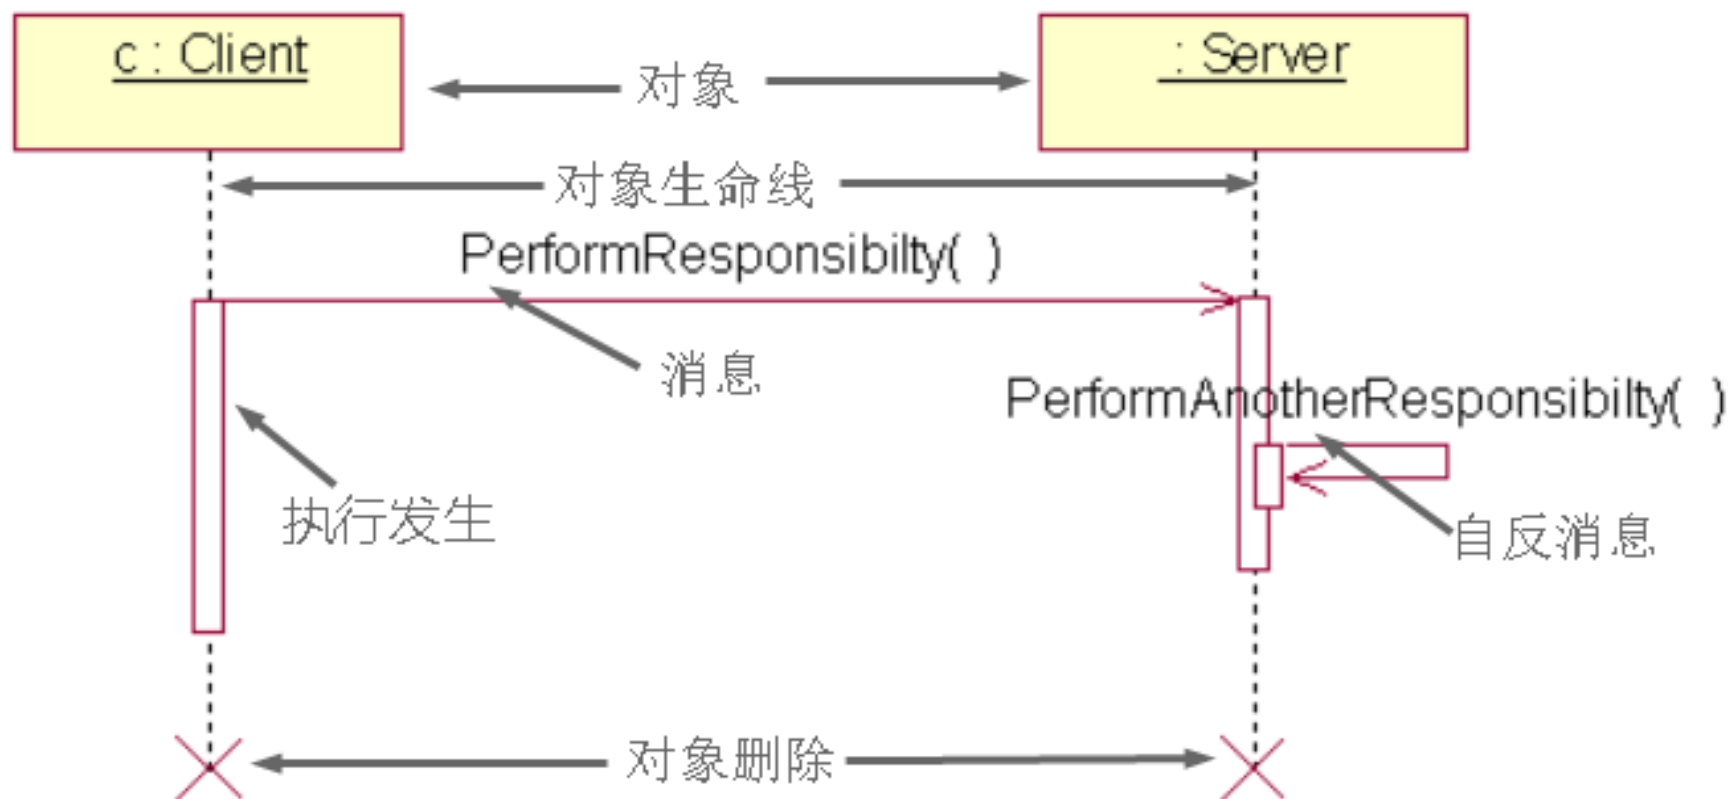 c : Client
: Server
对象
对象生命线
PerformResponsibilty( )
消息
PerformAnotherResponsibilty( )
执行发生
自反消息
对象删除